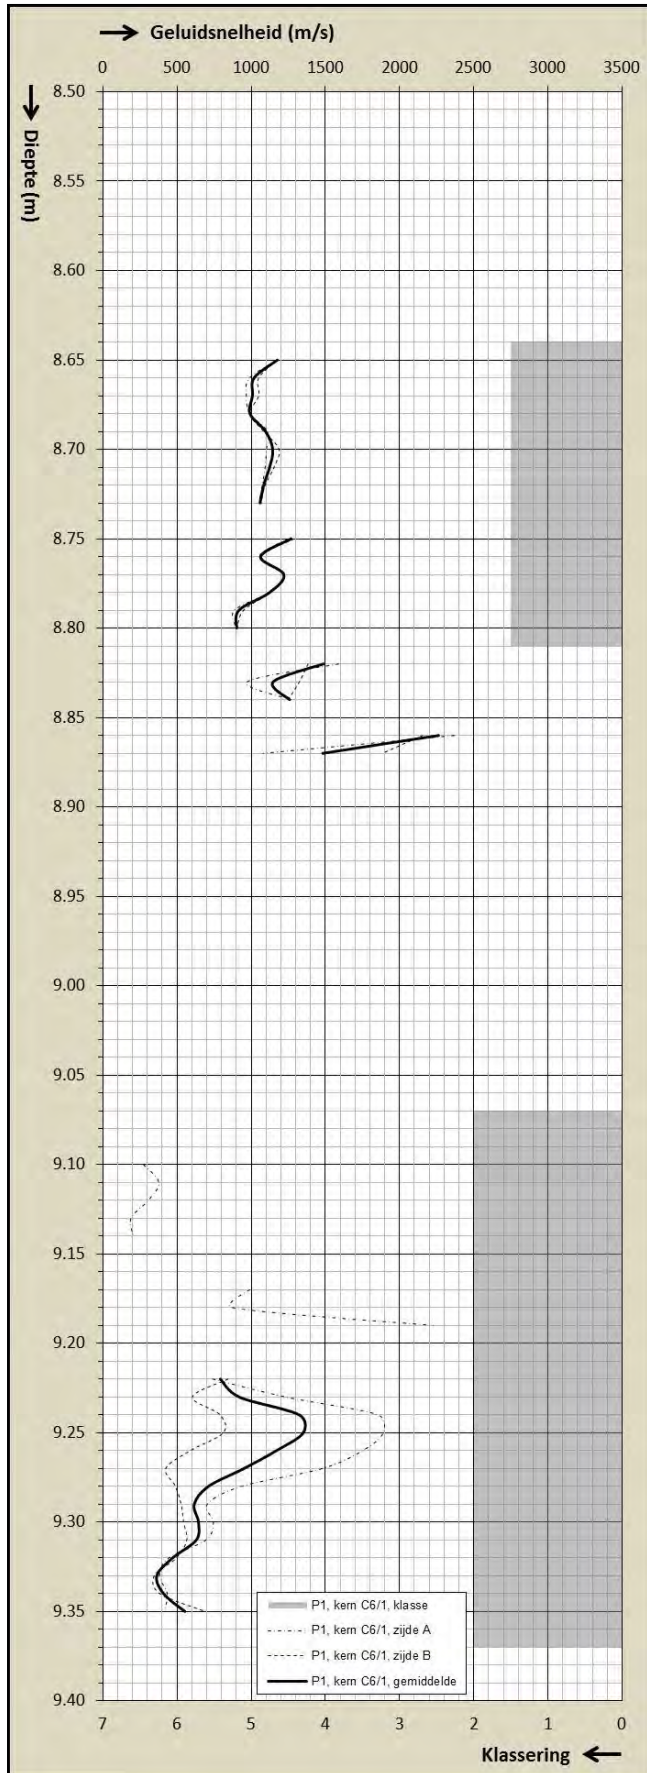 Geluidsnelheid (m/s)
0 500 1000 1500 2000 2500 3000 3500
Diepte (m)
8.50
8.55
8.60
8.65
8.70
8.75
8.80
8.85
8.90
8.95
9.00
9.05
9.10
9.15
9.20
9.25
9.30
9.35
9.40
P1, kern C6/1, klasse
P1, kern C6/1, zijde A
P1, kern C6/1, zijde B
P1, kern C6/1, gemiddelde
7 6 5 4 3 2 1 0
Klassering